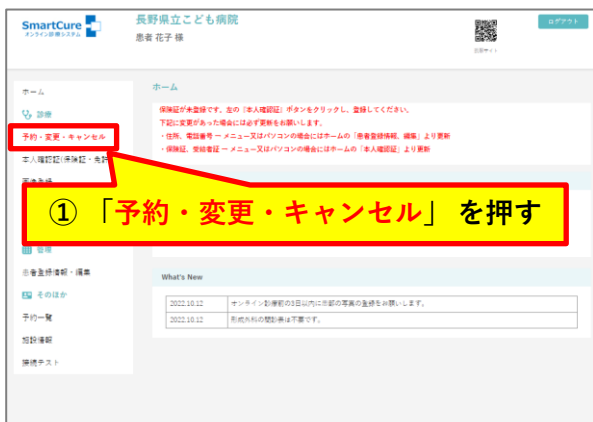 SmartCure
オンライン診療システム
長野県立こども病院
患者 花子 様
ログアウト
ホーム
診療
予約・変更・キャンセル
本人確認証(保険証・免許
ホーム
保険証が未登録です。左の「本人確認証」ボタンをクリックし、登録してください。
下記に変更があった場合には必ず更新をお願いします。
・住所、電話番号 ー メニュー又はパソコンの場合にはホームの「患者登録情報、編集」より更新
・保険証、受給者証 ー メニュー又はパソコンの場合にはホームの「本人確認証」より更新
① 「予約・変更・キャンセル」 を押す
管理
患者登録情報・編集
そのほか
予約一覧
施設情報
接続テスト
What's New
2022.10.12 オンライン診療前の3日以内に患部の写真の登録をお願いします。
2022.10.12 形成外科の問診表は不要です。